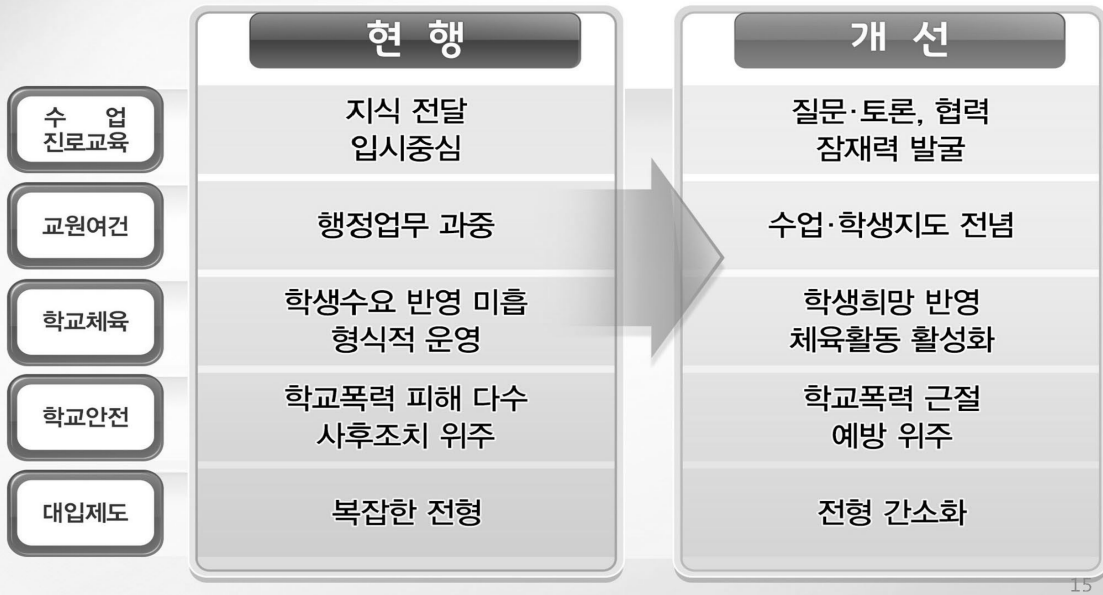 현 행
개 선
수 업
진로교육
지식 전달
입시중심
질문·토론, 협력
잠재력 발굴
교원여건
행정업무 과중
수업·학생지도 전념
학교체육
학생수요 반영 미흡
형식적 운영
학생희망 반영
체육활동 활성화
학교안전
학교폭력 피해 다수
사후조치 위주
학교폭력 근절
예방 위주
대입제도
복잡한 전형
전형 간소화
15